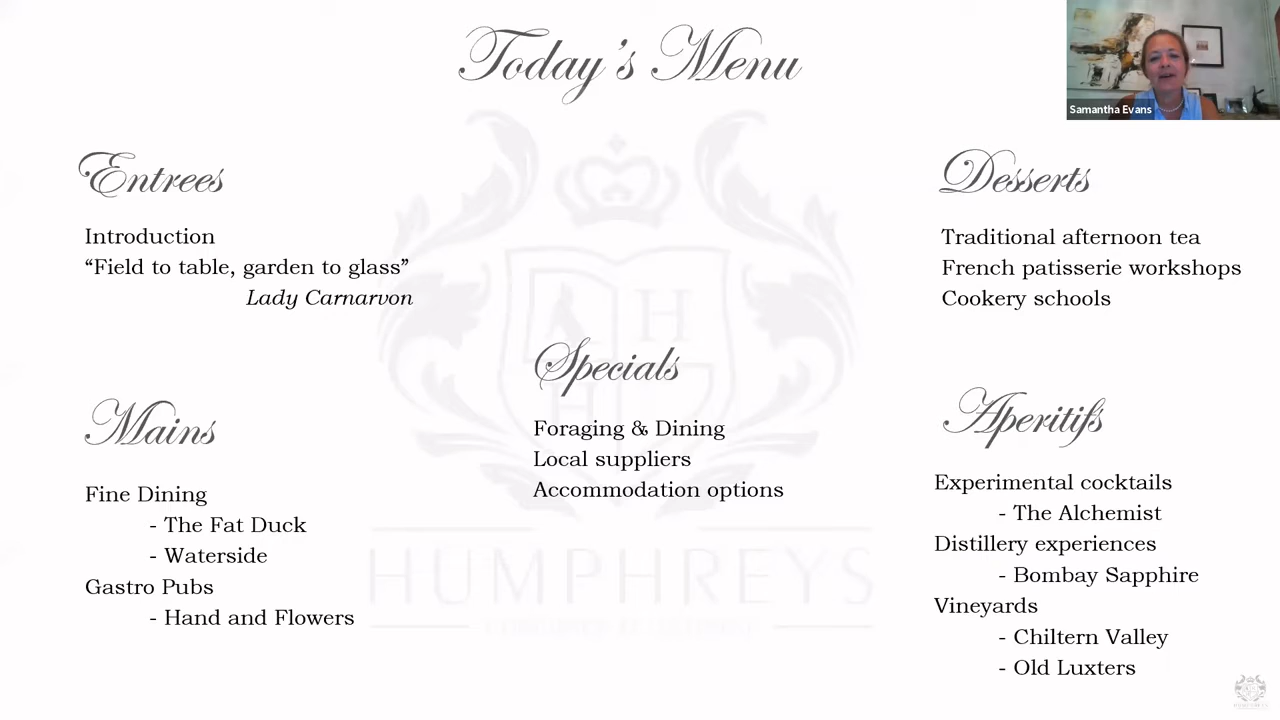 Today's Menu
Samantha Evans
Entrees
Introduction
“Field to table, garden to glass”
Lady Carnarvon
Mains
Fine Dining
- The Fat Duck
- Waterside
Gastro Pubs
- Hand and Flowers
Specials
Foraging & Dining
Local suppliers
Accommodation options
Desserts
Traditional afternoon tea
French patisserie workshops
Cookery schools
Aperitifs
Experimental cocktails
- The Alchemist
Distillery experiences
- Bombay Sapphire
Vineyards
- Chiltern Valley
- Old Luxters
H H
H
HUMPHREYS
HUMPHREYS